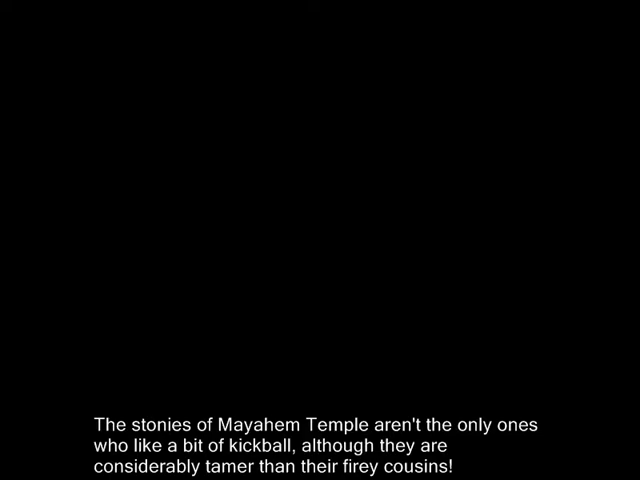 The stonies of Mayahem Temple aren't the only ones
who like a bit of kickball, although they are
considerably tamer than their firey cousins!